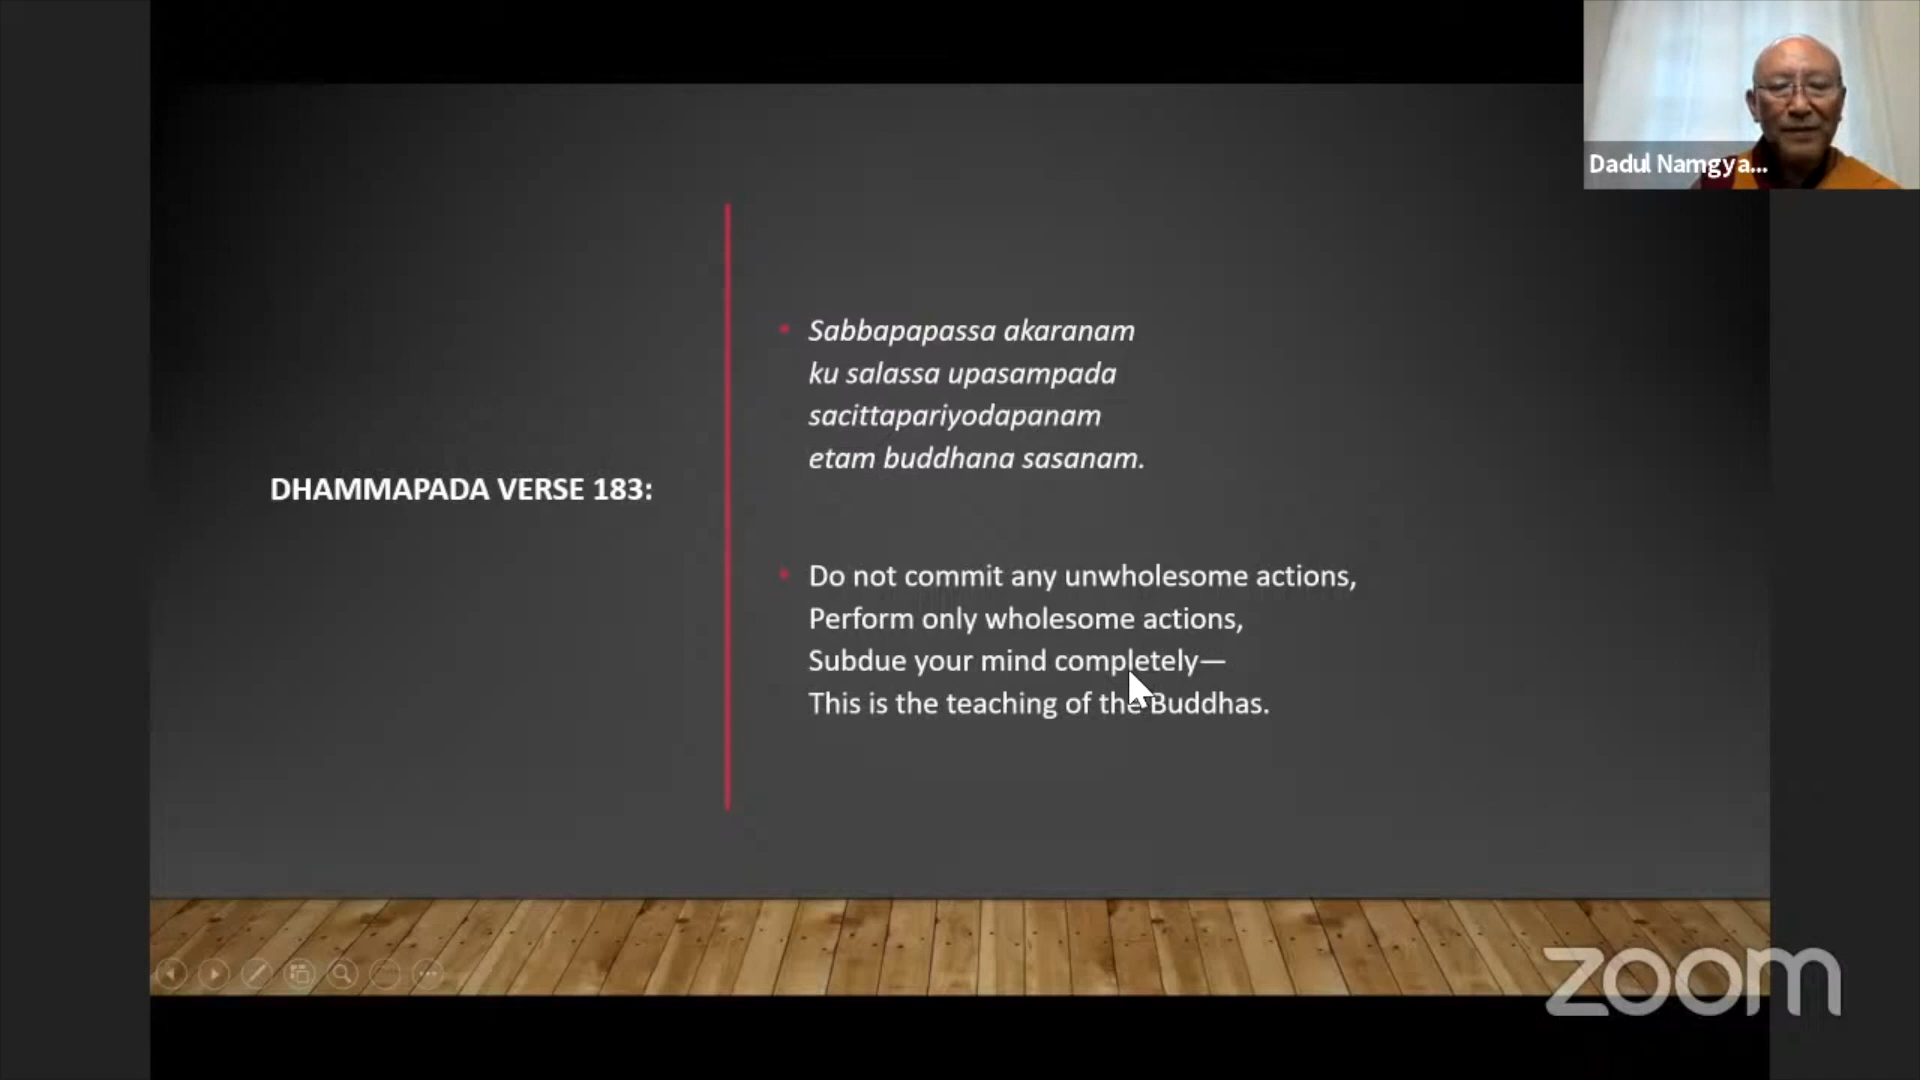 Dadul Namgya...
DHAMMAPADA VERSE 183:
Sabbapapassa akaranam
ku salassa upasampada
sacittapariyodapanam
etam buddhana sasanam.
Do not commit any unwholesome actions,
Perform only wholesome actions,
Subdue your mind completely—
This is the teaching of the Buddhas.
zoom